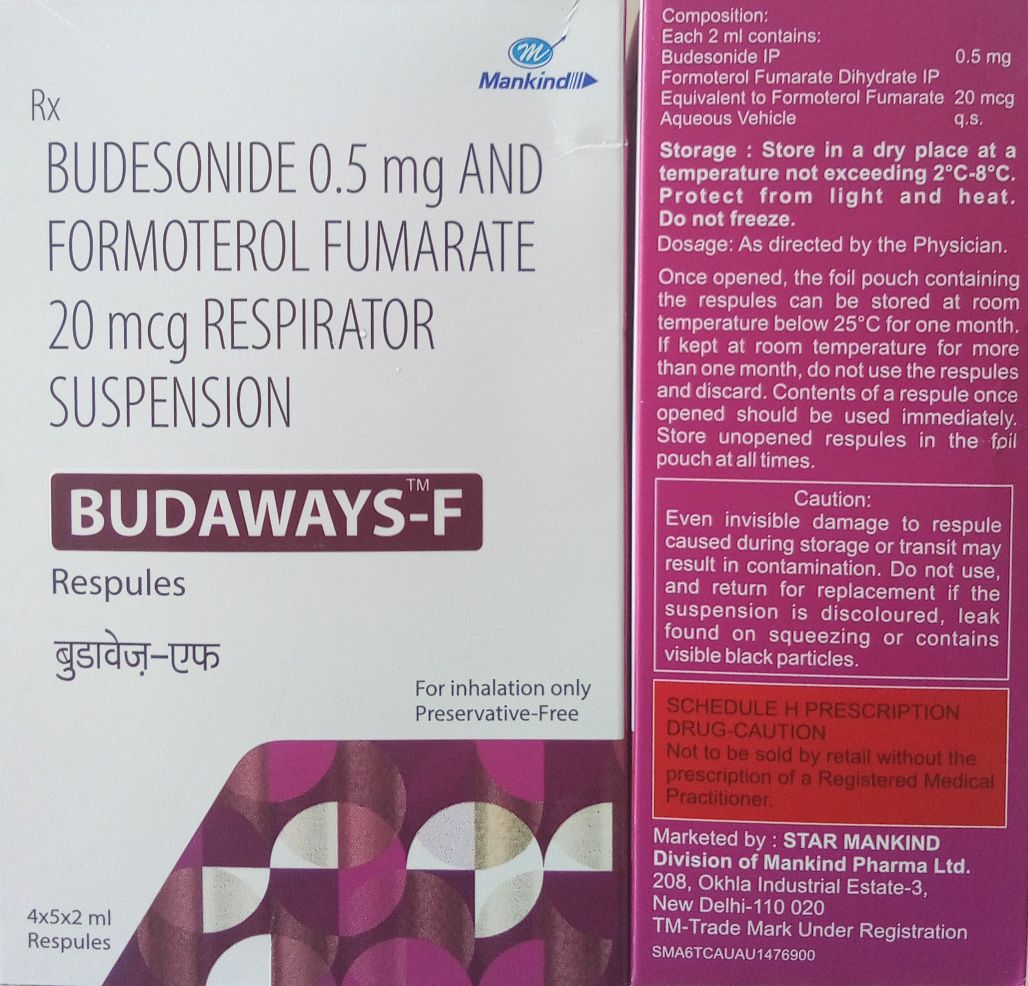 Mankind
Rx
BUDESONIDE 0.5 mg AND
FORMOTEROL FUMARATE
20 mcg RESPIRATOR
SUSPENSION
BUDAWAYS™-F
Respules
बुडावेज़-एफ
For inhalation only
Preservative-Free
4x5x2 ml
Respules
Composition:
Each 2 ml contains:
Budesonide IP 0.5 mg
Formoterol Fumarate Dihydrate IP
Equivalent to Formoterol Fumarate 20 mcg
Aqueous Vehicle q.s.
Storage : Store in a dry place at a
temperature not exceeding 2°C-8°C.
Protect from light and heat.
Do not freeze.
Dosage: As directed by the Physician.
Once opened, the foil pouch containing
the respules can be stored at room
temperature below 25°C for one month.
If kept at room temperature for more
than one month, do not use the respules
and discard. Contents of a respule once
opened should be used immediately.
Store unopened respules in the foil
pouch at all times.
Caution:
Even invisible damage to respule
caused during storage or transit may
result in contamination. Do not use,
and return for replacement if the
suspension is discoloured, leak
found on squeezing or contains
visible black particles.
SCHEDULE H PRESCRIPTION
DRUG-CAUTION
Not to be sold by retail without the
prescription of a Registered Medical
Practitioner.
Marketed by : STAR MANKIND
Division of Mankind Pharma Ltd.
208, Okhla Industrial Estate-3,
New Delhi-110 020
TM-Trade Mark Under Registration
SMA6TCAUAU1476900